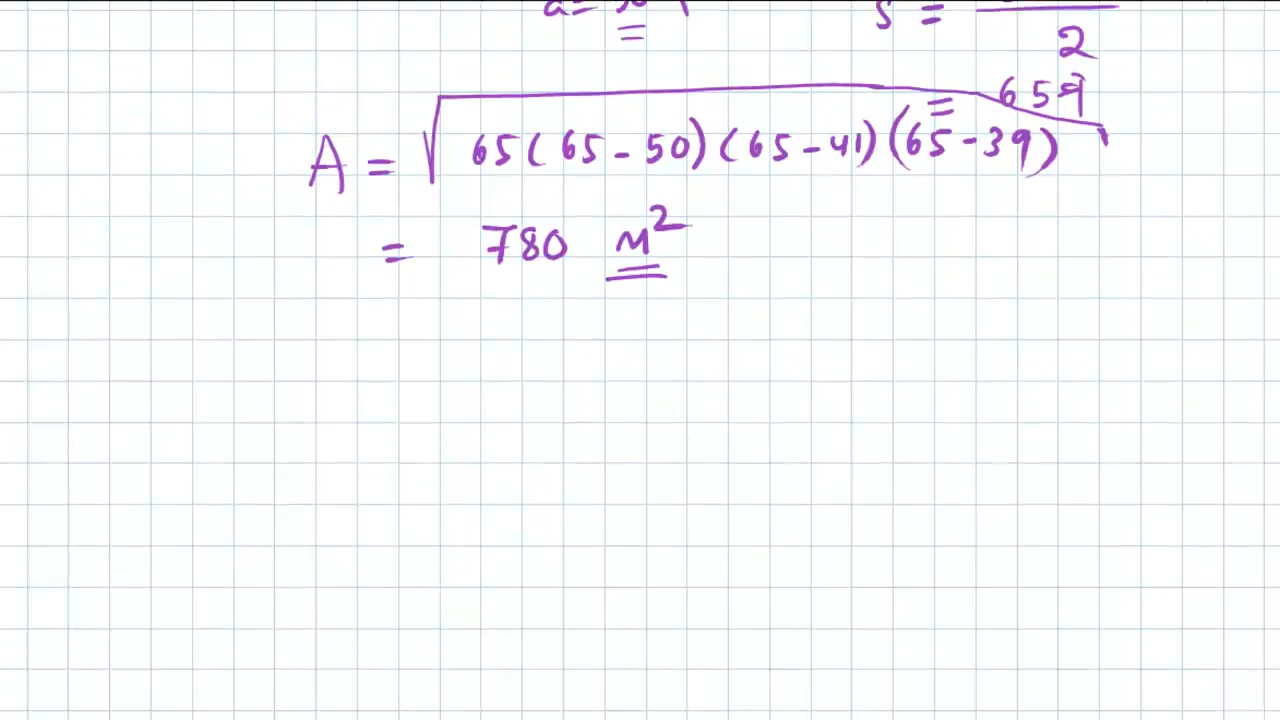 s =
2
= 65
A = √65(65-50)(65-41)(65-39)
= 780 M²